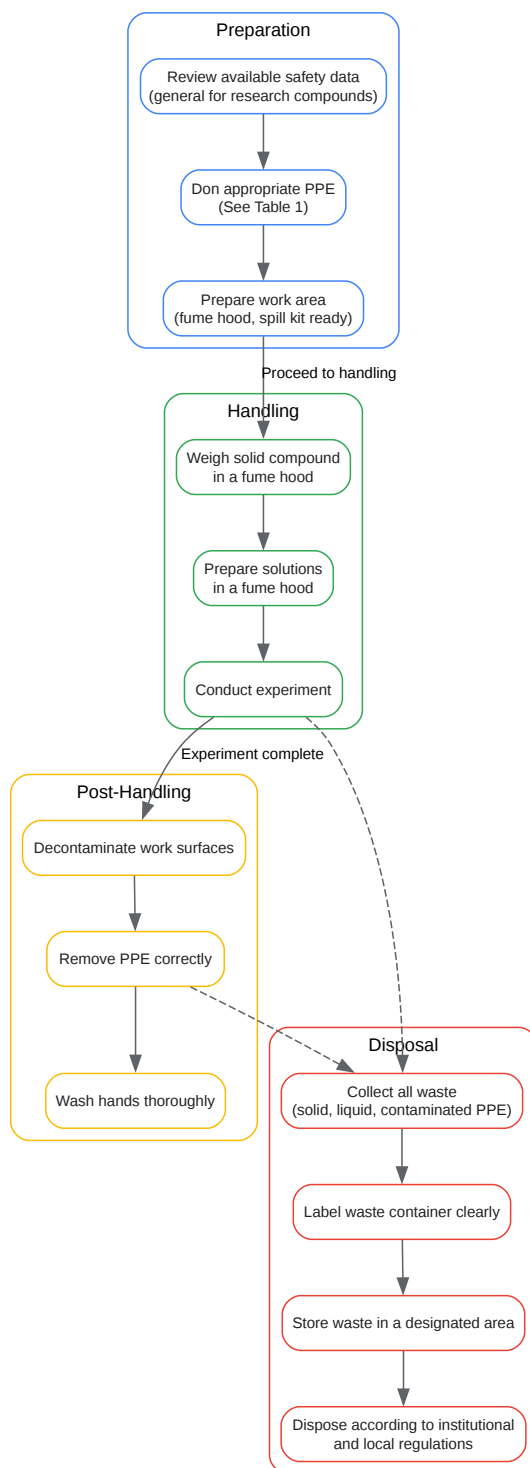 Preparation
Review available safety data
(general for research compounds)
Don appropriate PPE
(See Table 1)
Prepare work area
(fume hood, spill kit ready)
Proceed to handling
Handling
Weigh solid compound
in a fume hood
Prepare solutions
in a fume hood
Conduct experiment
Experiment complete
Post-Handling
Decontaminate work surfaces
Remove PPE correctly
Wash hands thoroughly
Disposal
Collect all waste
(solid, liquid, contaminated PPE)
Label waste container clearly
Store waste in a designated area
Dispose according to institutional
and local regulations